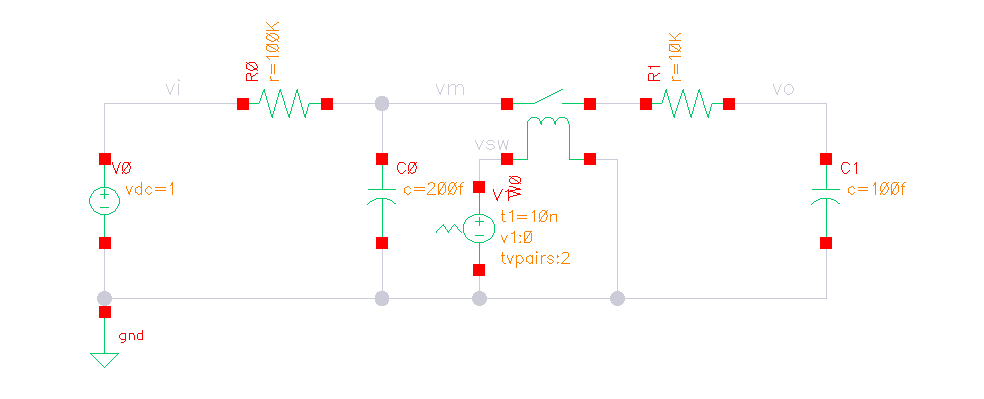 vi
R0
r=100K
vm
R1
r=10K
vo
V0
vdc=1
C0
c=200f
vsw
W0
t1=10n
v1:0
tvpairs:2
C1
c=100f
gnd